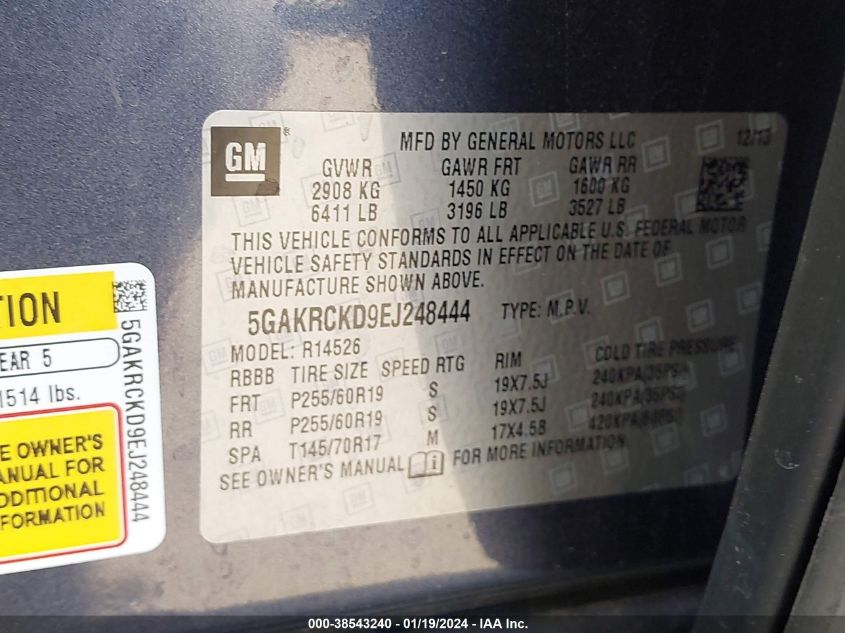 GM
®
MFD BY GENERAL MOTORS LLC 12/13
GVWR GAWR FRT GAWR RR
2908 KG 1450 KG 1600 KG
6411 LB 3196 LB 3527 LB
THIS VEHICLE CONFORMS TO ALL APPLICABLE U.S. FEDERAL MOTOR
VEHICLE SAFETY STANDARDS IN EFFECT ON THE DATE OF
MANUFACTURE SHOWN ABOVE.
5GAKRCKD9EJ248444 TYPE: M.P.V.
MODEL: R14526
RBBB TIRE SIZE SPEED RTG RIM COLD TIRE PRESSURE
FRT P255/60R19 S 19X7.5J 240KPA/35PSI
RR P255/60R19 S 19X7.5J 240KPA/35PSI
SPA T145/70R17 M 17X4.5B 420KPA/60PSI
SEE OWNER'S MANUAL FOR MORE INFORMATION
TION
EAR 5
1514 lbs.
E OWNER'S
ANUAL FOR
DDITIONAL
FORMATION
5GAKRCKD9EJ248444
000-38543240 - 01/19/2024 - IAA Inc.